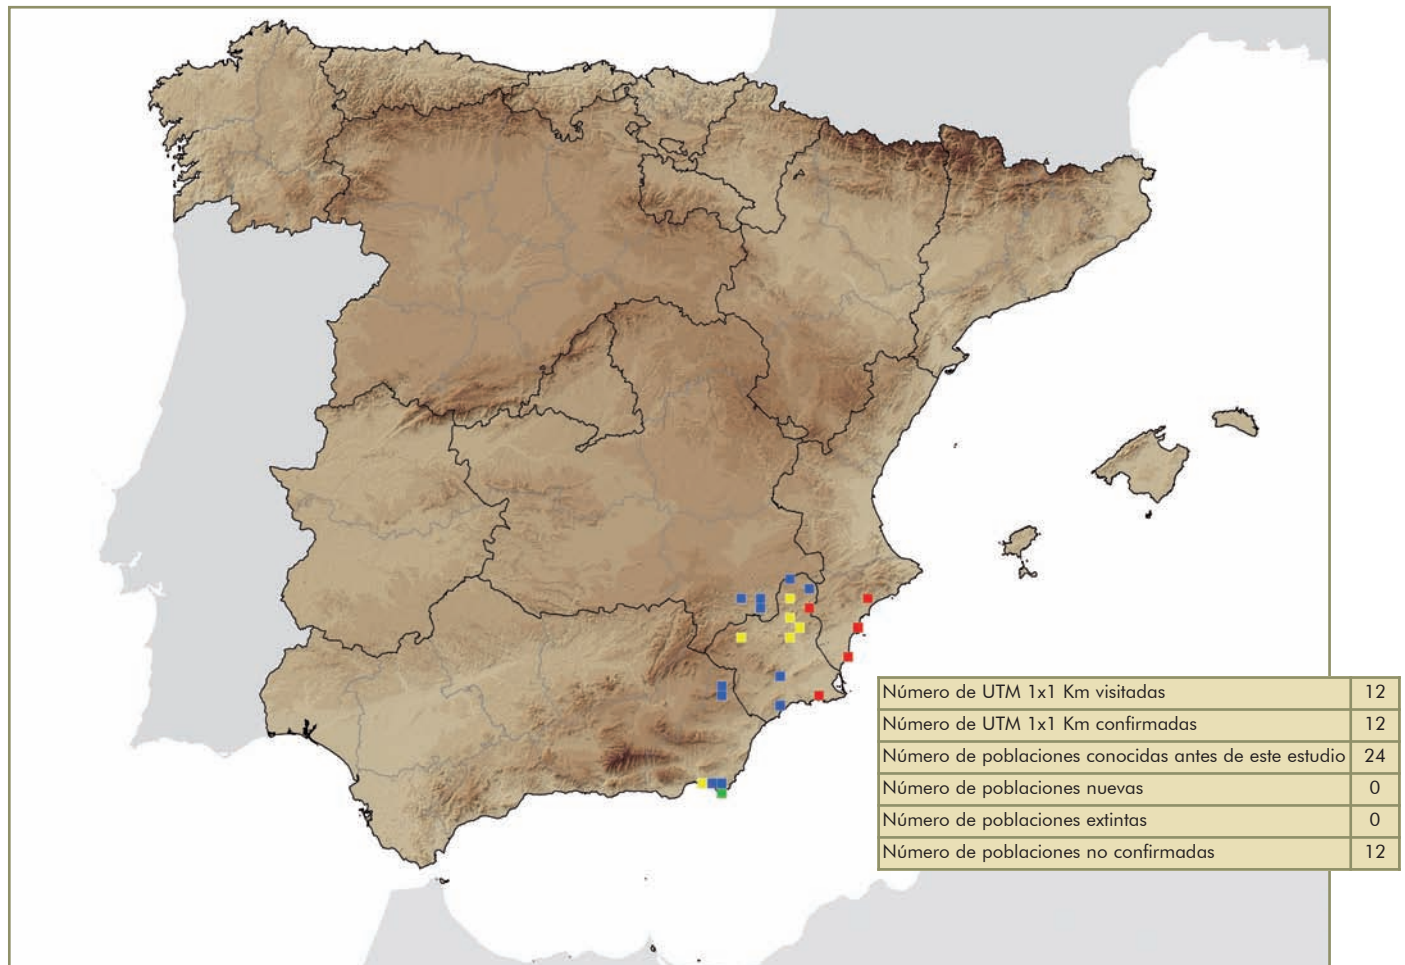 Número de UTM 1x1 Km visitadas 12
Número de UTM 1x1 Km confirmadas 12
Número de poblaciones conocidas antes de este estudio 24
Número de poblaciones nuevas 0
Número de poblaciones extintas 0
Número de poblaciones no confirmadas 12